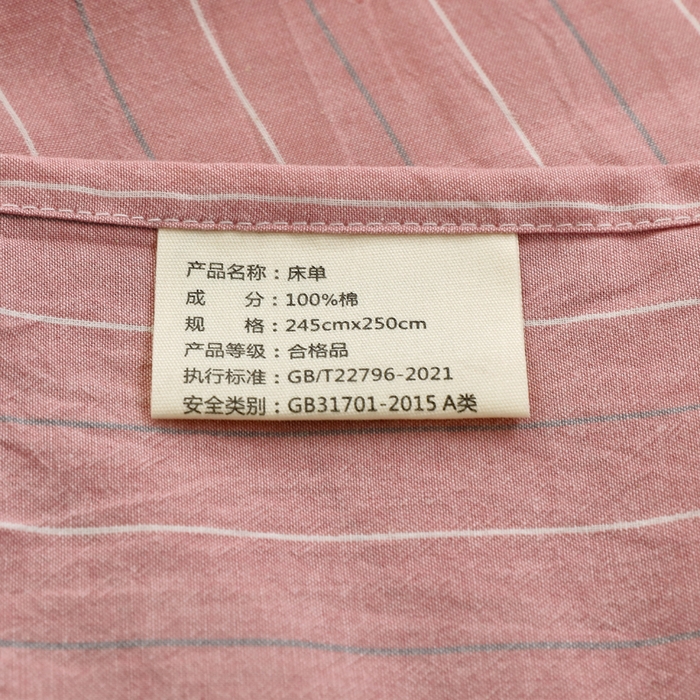 产品名称：床单
成 分：100%棉
规 格：245cmx250cm
产品等级：合格品
执行标准：GB/T22796-2021
安全类别：GB31701-2015 A类